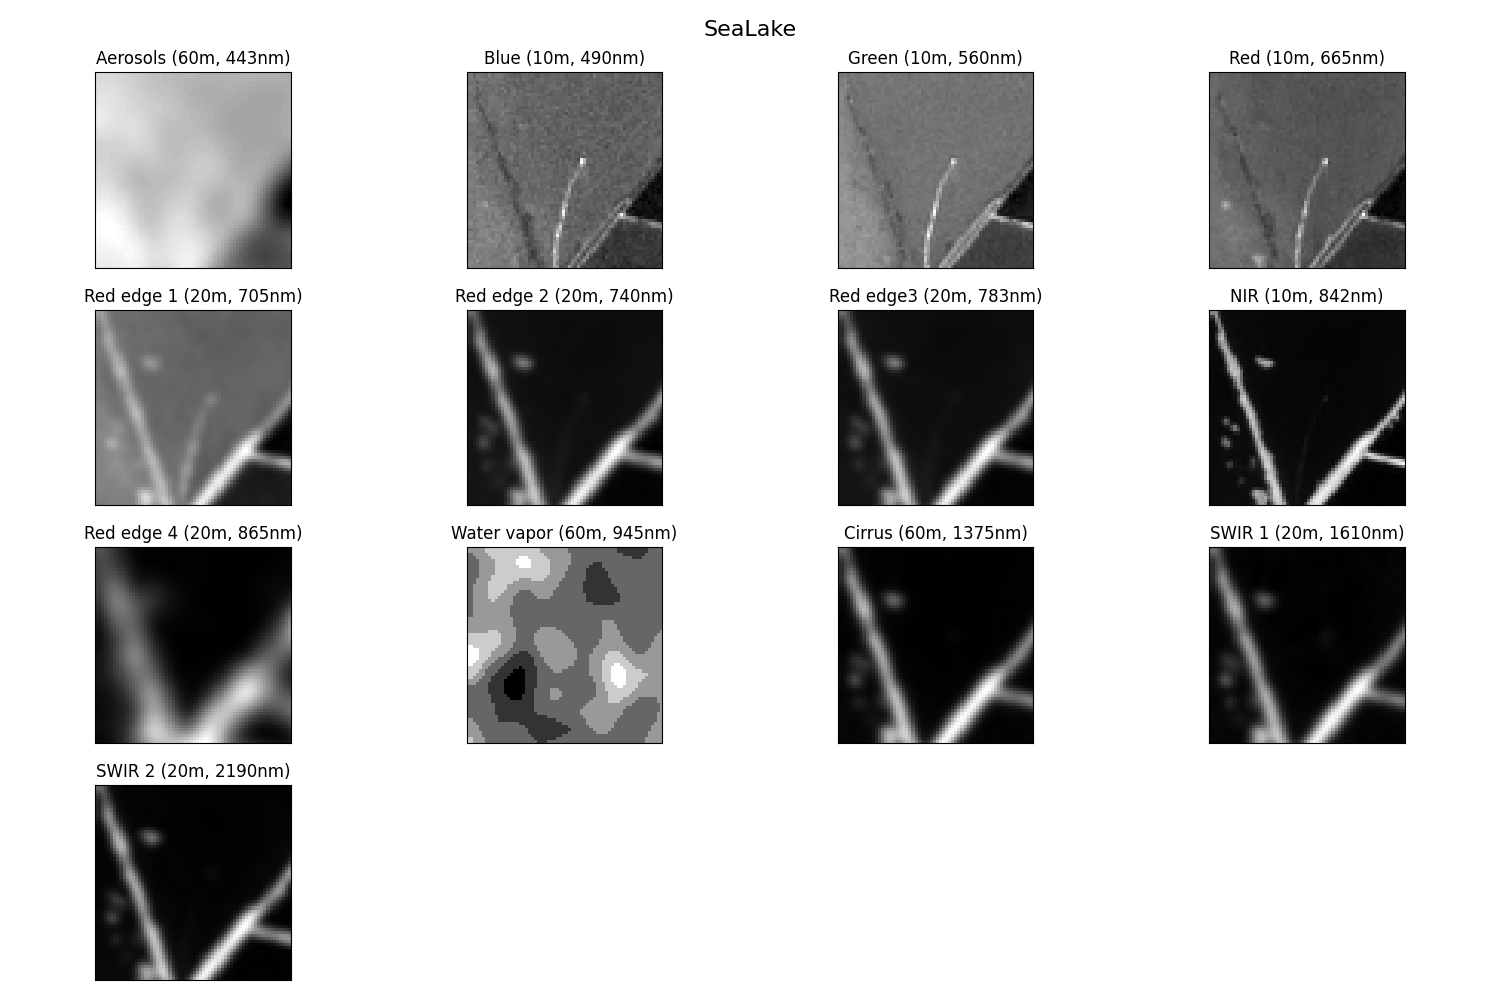 SeaLake
Aerosols (60m, 443nm)
Blue (10m, 490nm)
Green (10m, 560nm)
Red (10m, 665nm)
Red edge 1 (20m, 705nm)
Red edge 2 (20m, 740nm)
Red edge3 (20m, 783nm)
NIR (10m, 842nm)
Red edge 4 (20m, 865nm)
Water vapor (60m, 945nm)
Cirrus (60m, 1375nm)
SWIR 1 (20m, 1610nm)
SWIR 2 (20m, 2190nm)